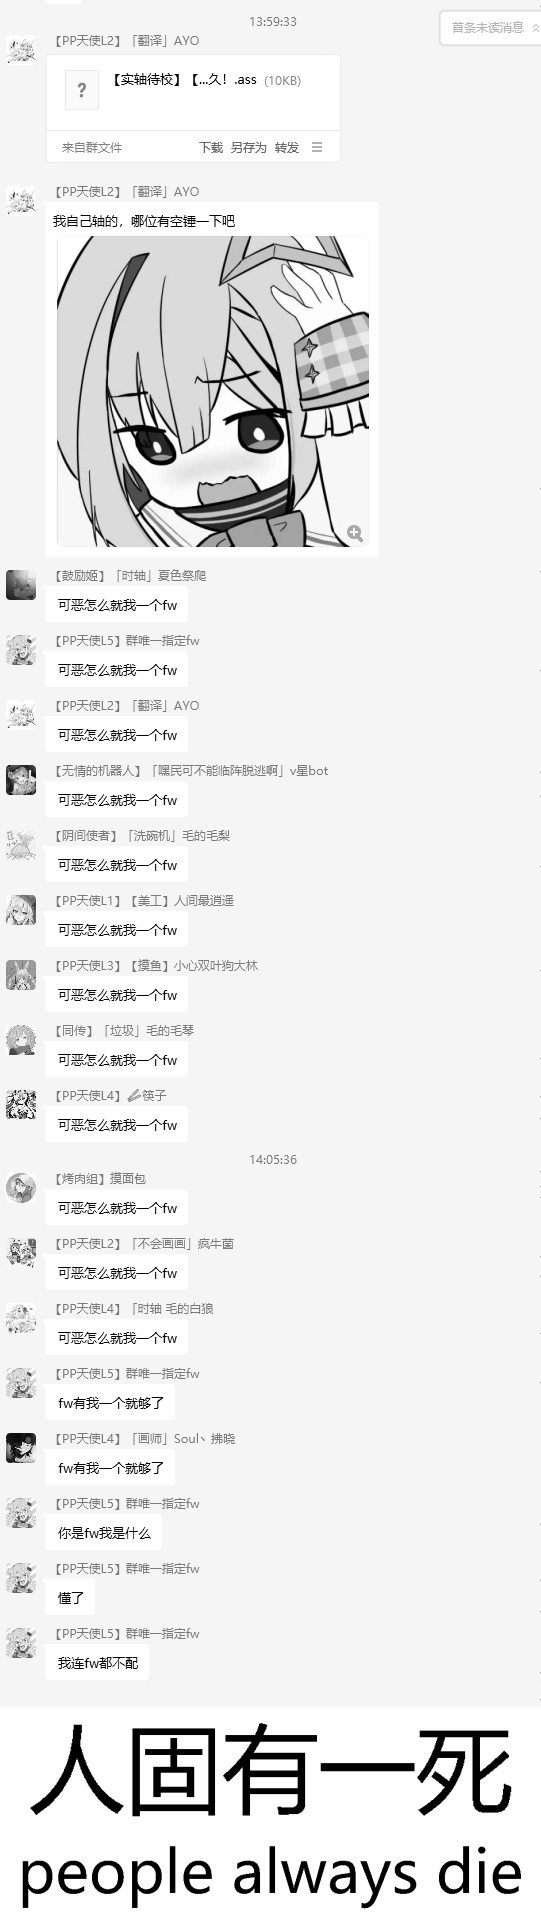 13:59:33
首条未读消息
【PP天使L2】「翻译」AYO
【实轴待校】【...久！.ass (10KB)
?
来自群文件 下载 另存为 转发
【PP天使L2】「翻译」AYO
我自己轴的，哪位有空锤一下吧
【鼓励姬】「时轴」夏色祭爬
可恶怎么就我一个fw
【PP天使L5】群唯一指定fw
可恶怎么就我一个fw
【PP天使L2】「翻译」AYO
可恶怎么就我一个fw
【无情的机器人】「嘿民可不能临阵脱逃啊」v星bot
可恶怎么就我一个fw
【阴间使者】「洗碗机」毛的毛梨
可恶怎么就我一个fw
【PP天使L1】【美工】人间最逍遥
可恶怎么就我一个fw
【PP天使L3】【摸鱼】小心双叶狗大林
可恶怎么就我一个fw
【同传】「垃圾」毛的毛琴
可恶怎么就我一个fw
【PP天使L4】🥢筷子
可恶怎么就我一个fw
14:05:36
【烤肉组】摸面包
可恶怎么就我一个fw
【PP天使L2】「不会画画」疯牛菌
可恶怎么就我一个fw
【PP天使L4】「时轴 毛的白狼
可恶怎么就我一个fw
【PP天使L5】群唯一指定fw
fw有我一个就够了
【PP天使L4】「画师」Soul丶拂晓
fw有我一个就够了
【PP天使L5】群唯一指定fw
你是fw我是什么
【PP天使L5】群唯一指定fw
懂了
【PP天使L5】群唯一指定fw
我连fw都不配
人固有一死
people always die